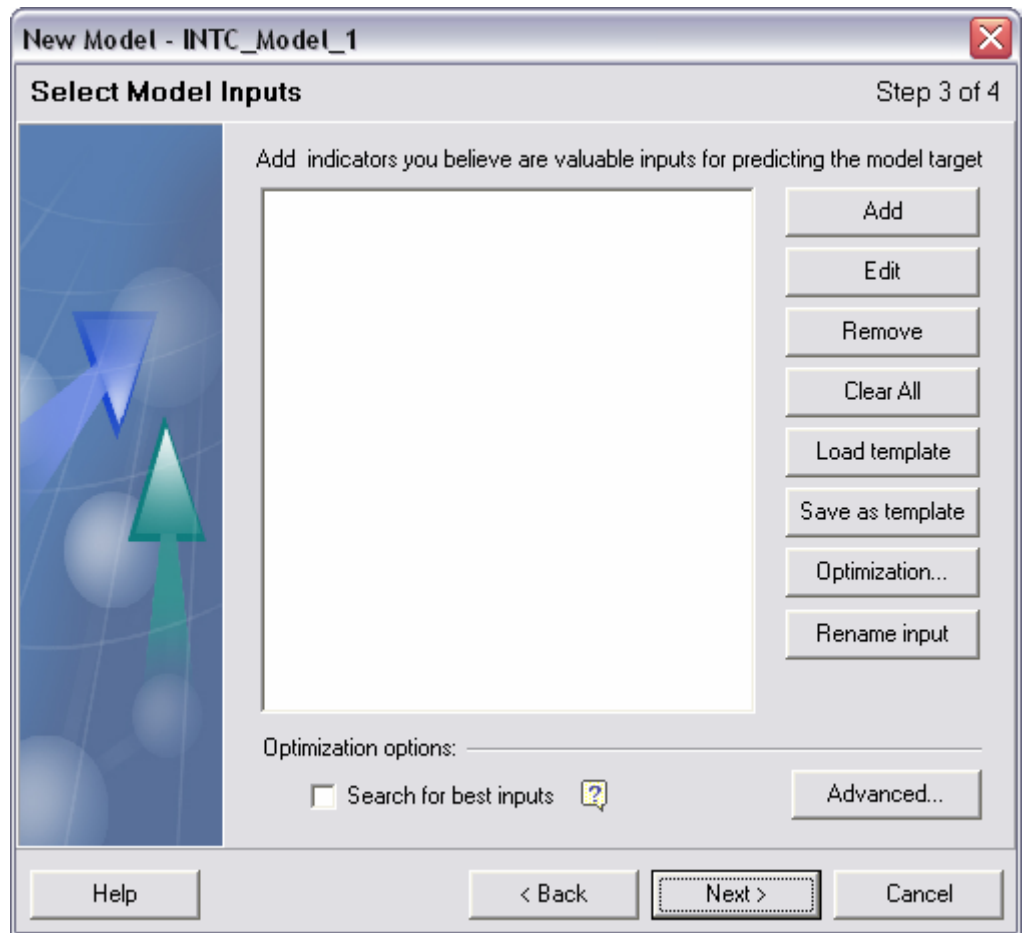 New Model - INTC_Model_1
Select Model Inputs
Step 3 of 4
Add indicators you believe are valuable inputs for predicting the model target
Add
Edit
Remove
Clear All
Load template
Save as template
Optimization...
Rename input
Optimization options:
Search for best inputs
?
Advanced...
Help
< Back
Next >
Cancel